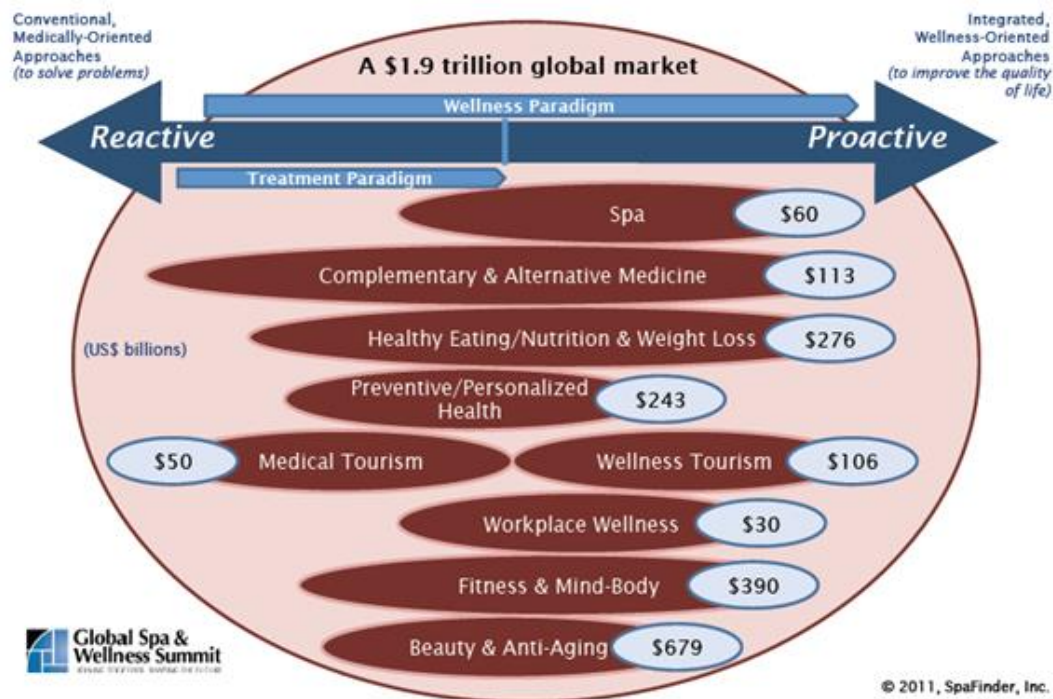 Conventional,
Medically-Oriented
Approaches
(to solve problems)
Integrated,
Wellness-Oriented
Approaches
(to improve the quality
of life)
A $1.9 trillion global market
Wellness Paradigm
Reactive
Proactive
Treatment Paradigm
Spa
$60
Complementary & Alternative Medicine
$113
Healthy Eating/Nutrition & Weight Loss
$276
(US$ billions)
Preventive/Personalized
Health
$243
$50
Medical Tourism
Wellness Tourism
$106
Workplace Wellness
$30
Fitness & Mind-Body
$390
Beauty & Anti-Aging
$679
Global Spa &
Wellness Summit
© 2011, SpaFinder, Inc.